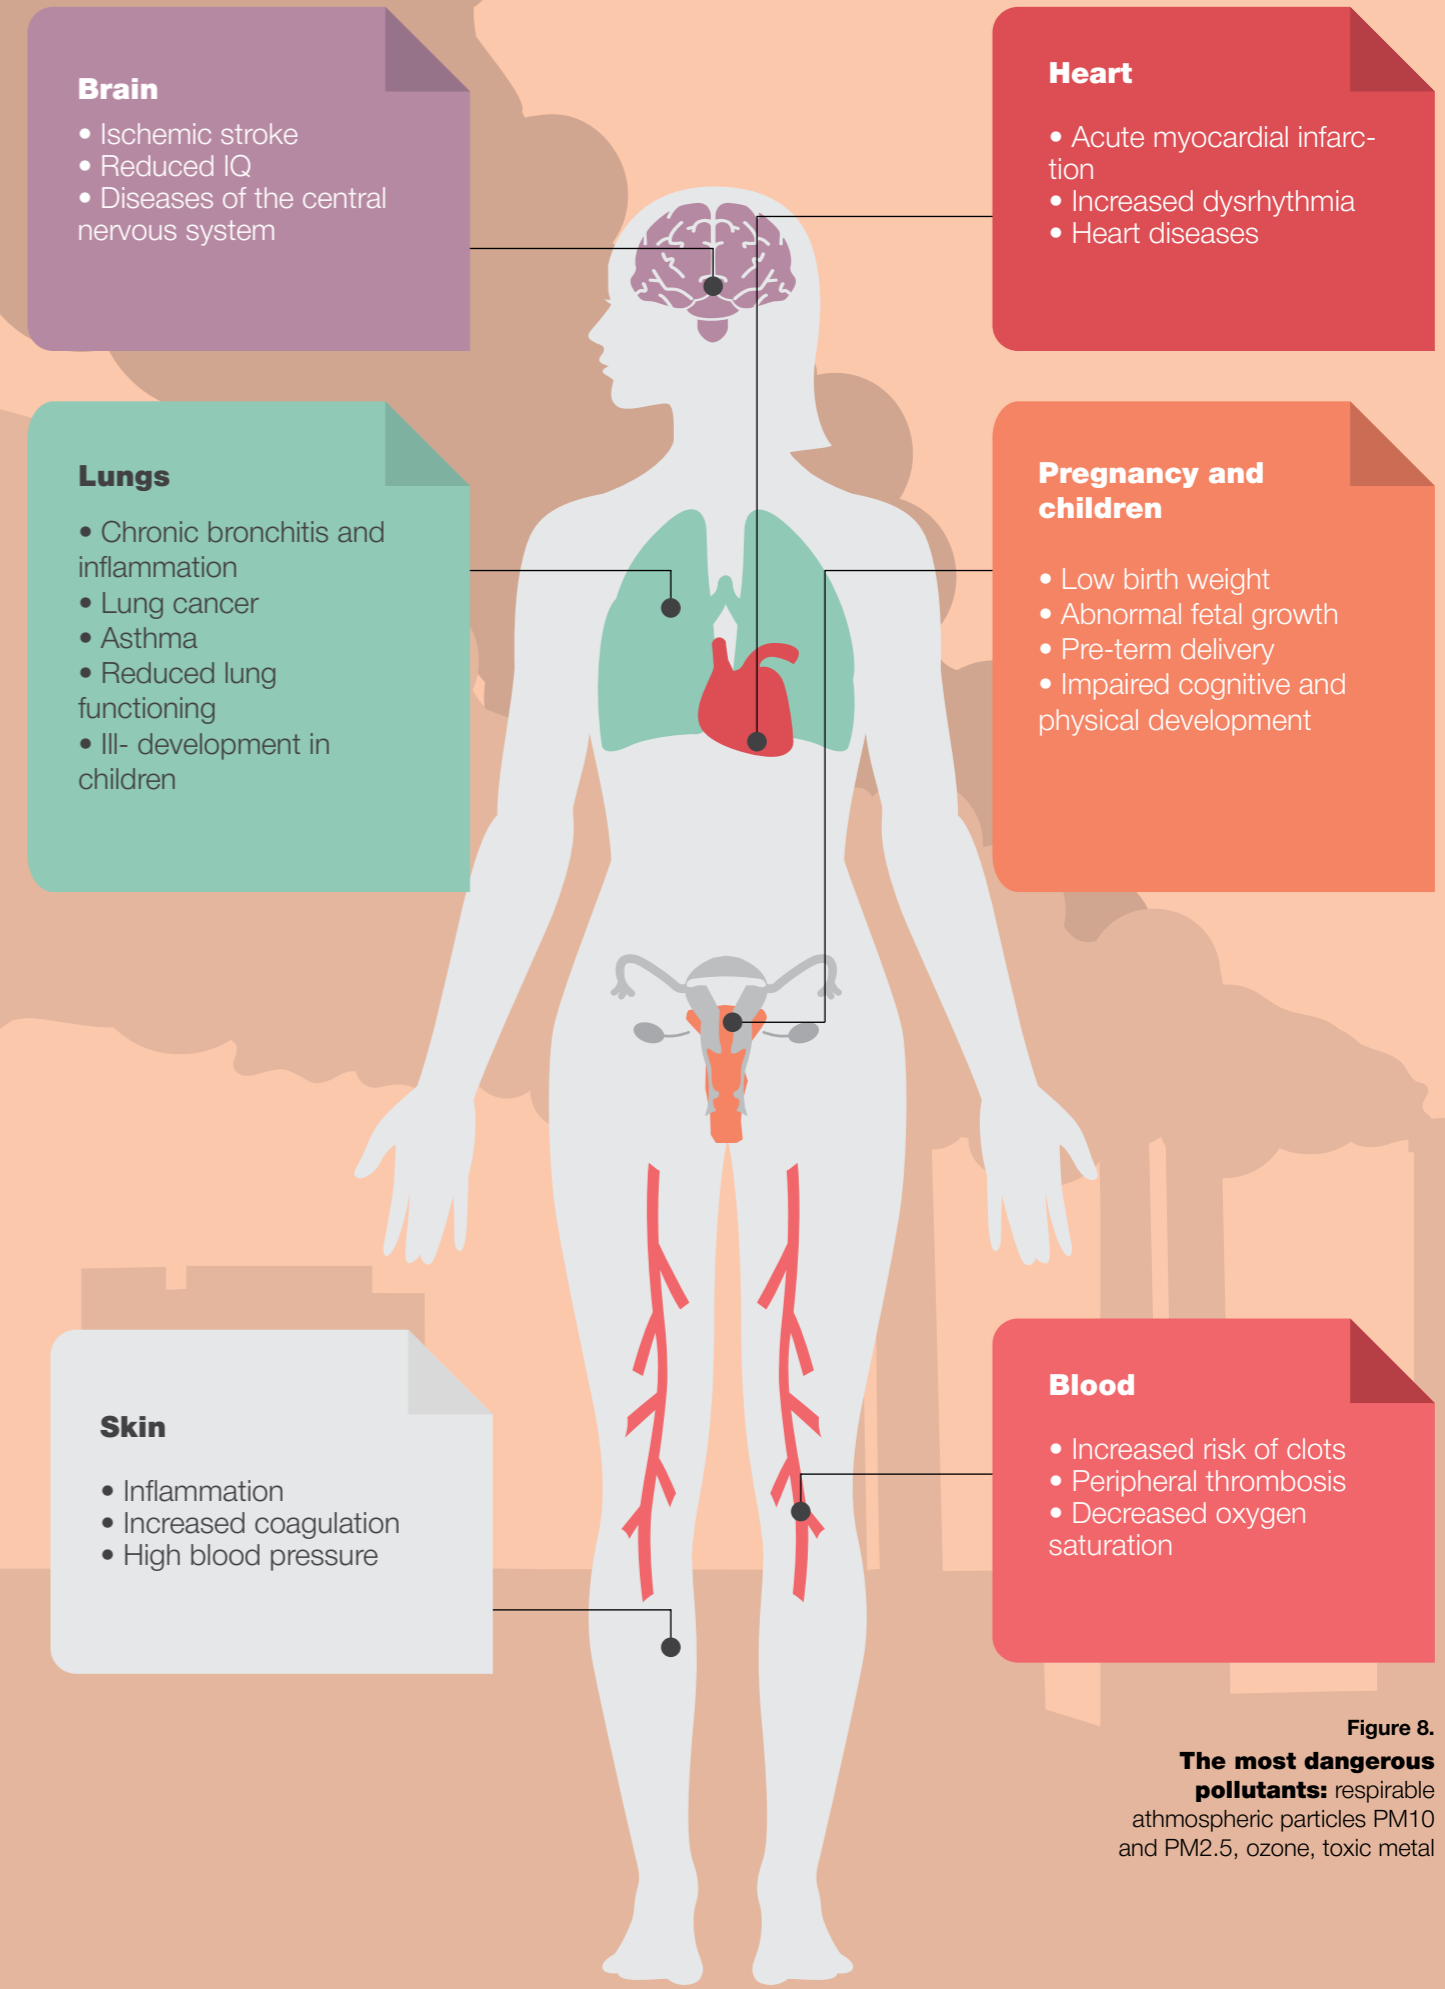 Brain
• Ischemic stroke
• Reduced IQ
• Diseases of the central
nervous system
Heart
• Acute myocardial infarc-
tion
• Increased dysrhythmia
• Heart diseases
Lungs
• Chronic bronchitis and
inflammation
• Lung cancer
• Asthma
• Reduced lung
functioning
• Ill- development in
children
Pregnancy and
children
• Low birth weight
• Abnormal fetal growth
• Pre-term delivery
• Impaired cognitive and
physical development
Skin
• Inflammation
• Increased coagulation
• High blood pressure
Blood
• Increased risk of clots
• Peripheral thrombosis
• Decreased oxygen
saturation
Figure 8.
The most dangerous
pollutants: respirable
athmospheric particles PM10
and PM2.5, ozone, toxic metal